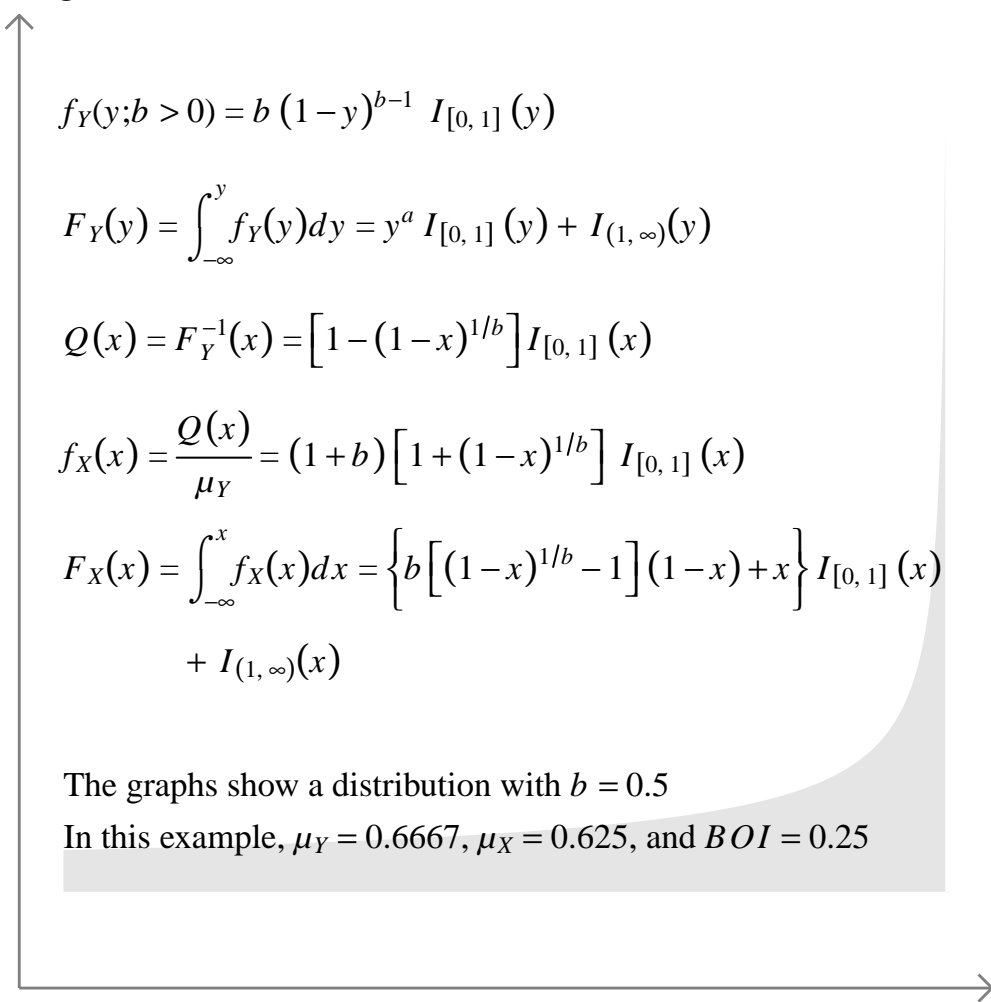 f_Y(y;b > 0) = b (1 − y)^{b−1} I_{[0, 1]} (y)
F_Y(y) = ∫_{−∞}^{y} f_Y(y)dy = y^a I_{[0, 1]} (y) + I_{(1, ∞)}(y)
Q(x) = F_Y^{−1}(x) = [1 − (1 − x)^{1/b}] I_{[0, 1]} (x)
f_X(x) = \frac{Q(x)}{μ_Y} = (1 + b) [1 + (1 − x)^{1/b}] I_{[0, 1]} (x)
F_X(x) = ∫_{−∞}^{x} f_X(x)dx = {b [(1 − x)^{1/b} − 1] (1 − x) + x} I_{[0, 1]} (x)
+ I_{(1, ∞)}(x)
The graphs show a distribution with b = 0.5
In this example, μ_Y = 0.6667, μ_X = 0.625, and BOI = 0.25